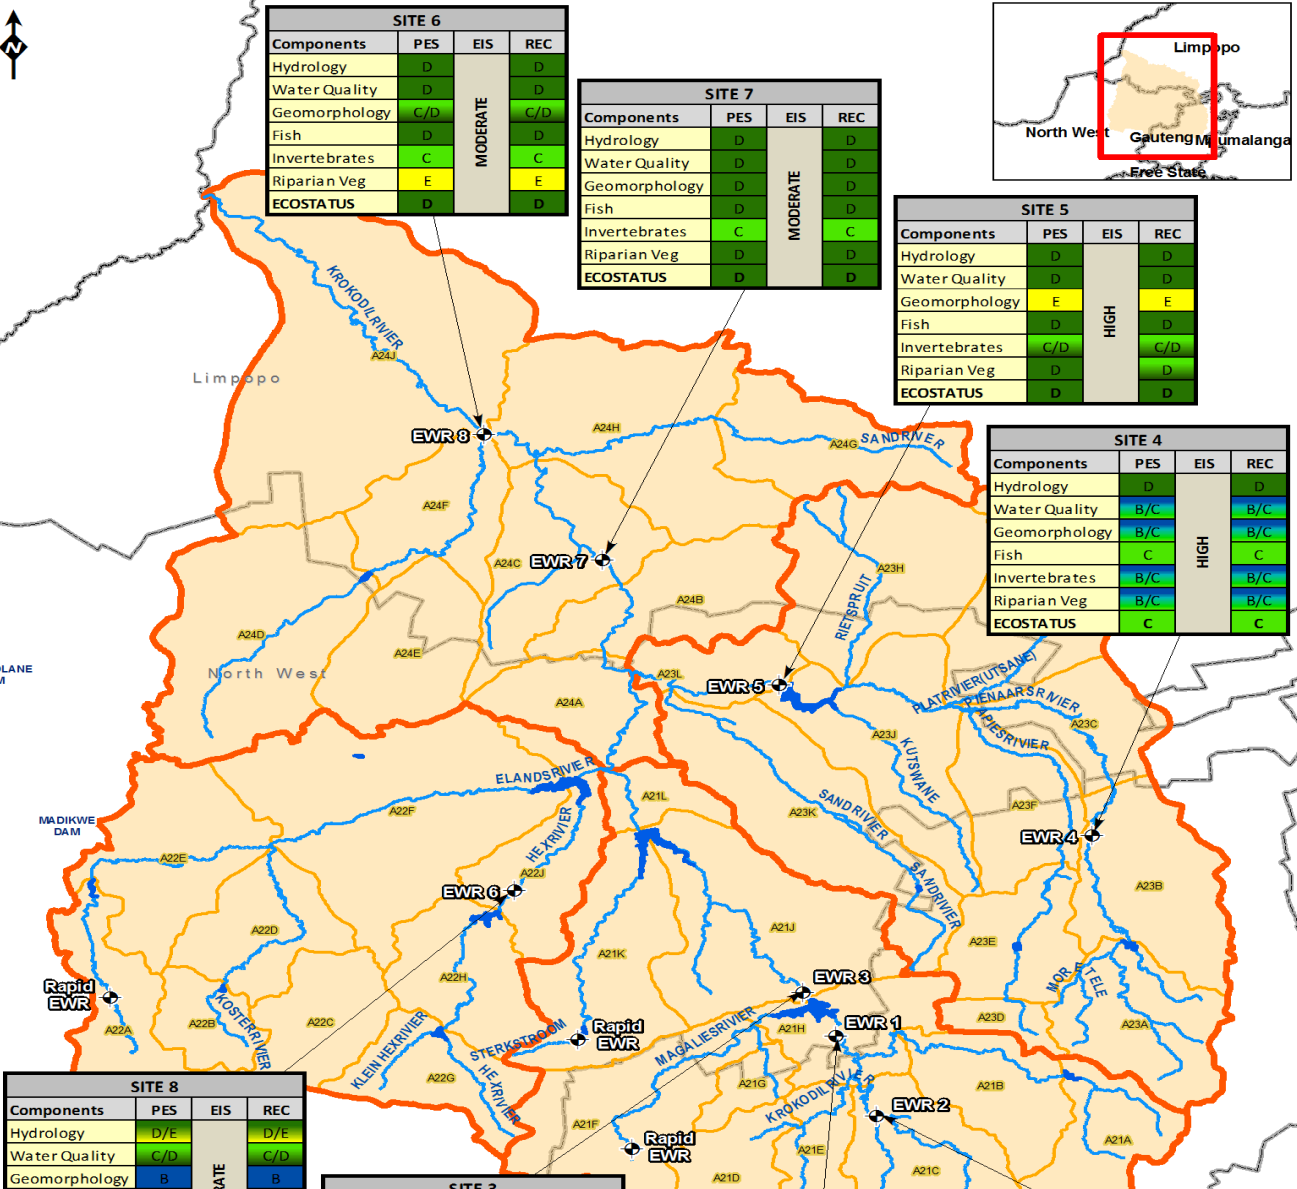 N
SITE 6
Components PES EIS REC
Hydrology D D
Water Quality D D
Geomorphology C/D C/D
Fish D D
Invertebrates C C
Riparian Veg E E
ECOSTATUS D D
MODERATE
SITE 7
Components PES EIS REC
Hydrology D D
Water Quality D D
Geomorphology D D
Fish D D
Invertebrates C C
Riparian Veg D D
ECOSTATUS D D
MODERATE
Limpopo
North West
Gauteng
Mpumalanga
Free State
SITE 5
Components PES EIS REC
Hydrology D D
Water Quality D D
Geomorphology E E
Fish D D
Invertebrates C/D C/D
Riparian Veg D D
ECOSTATUS D D
HIGH
SITE 4
Components PES EIS REC
Hydrology D D
Water Quality B/C B/C
Geomorphology B/C B/C
Fish C C
Invertebrates B/C B/C
Riparian Veg B/C B/C
ECOSTATUS C C
HIGH
KROKODILRIVIER
A24J
Limpopo
EWR 8
A24H
A24G
SANDRIVER
A24F
A24C
EWR 7
A23H
RIETSPRUIT
A24B
A24D
A24E
North West
A23L
EWR 5
PLATRIVIER(UTSANE)
PIENAARSRIVIER
APIESRIVIER
A23C
A24A
A23J
KUTSWANE
ELANDSRIVIER
A22F
A21L
A23K
SANDRIVIER
A23F
EWR 4
MADIKWE
DAM
HEXRIVIER
A22E
A22J
EWR 6
SANDRIVIER
A23B
A22D
A21J
A23E
A21K
A22H
EWR 3
MORETELE
Rapid
EWR
KOSTERRIVIER
A22A
A22B
A22C
KLEIN HEXRIVIER
STERKSTROOM
Rapid
EWR
MAGALIESRIVIER
A21H
EWR 1
A23D
A23A
A22G
HEXRIVIER
A21G
KROKODILRIVIER
A21B
EWR 2
A21F
Rapid
EWR
A21E
A21A
A21D
A21C
SITE 8
Components PES EIS REC
Hydrology D/E D/E
Water Quality C/D C/D
Geomorphology B B
SITE 3